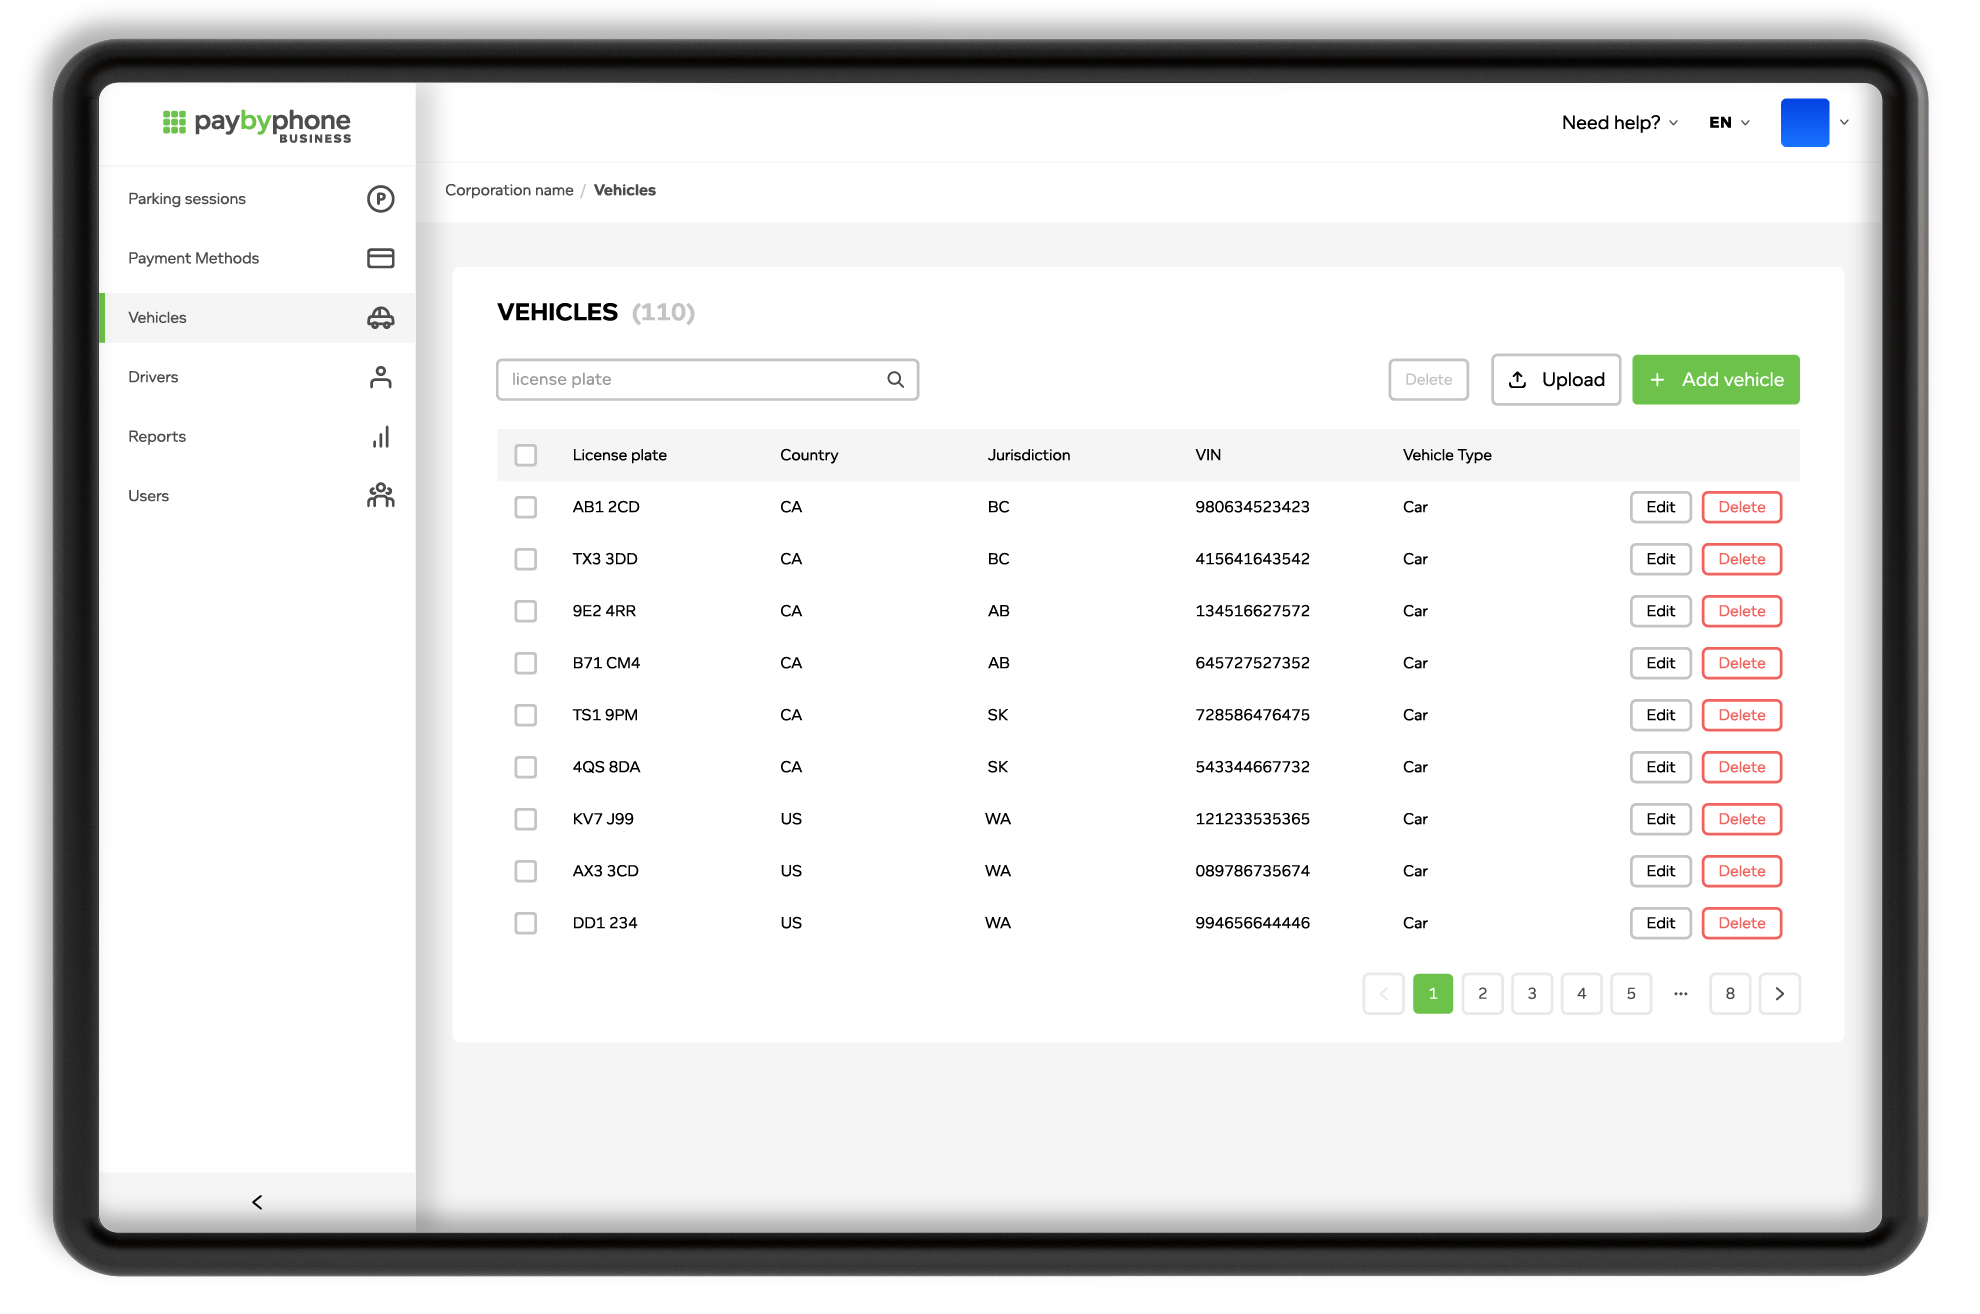 paybyphone
BUSINESS
Need help?
EN
Corporation name / Vehicles
Parking sessions
Payment Methods
Vehicles
Drivers
Reports
Users
VEHICLES (110)
license plate
Delete
Upload
+ Add vehicle
License plate Country Jurisdiction VIN Vehicle Type
AB1 2CD CA BC 980634523423 Car Edit Delete
TX3 3DD CA BC 415641643542 Car Edit Delete
9E2 4RR CA AB 134516627572 Car Edit Delete
B71 CM4 CA AB 645727527352 Car Edit Delete
TS1 9PM CA SK 728586476475 Car Edit Delete
4QS 8DA CA SK 543344667732 Car Edit Delete
KV7 J99 US WA 121233535365 Car Edit Delete
AX3 3CD US WA 089786735674 Car Edit Delete
DD1 234 US WA 994656644446 Car Edit Delete
< 1 2 3 4 5 ... 8 >